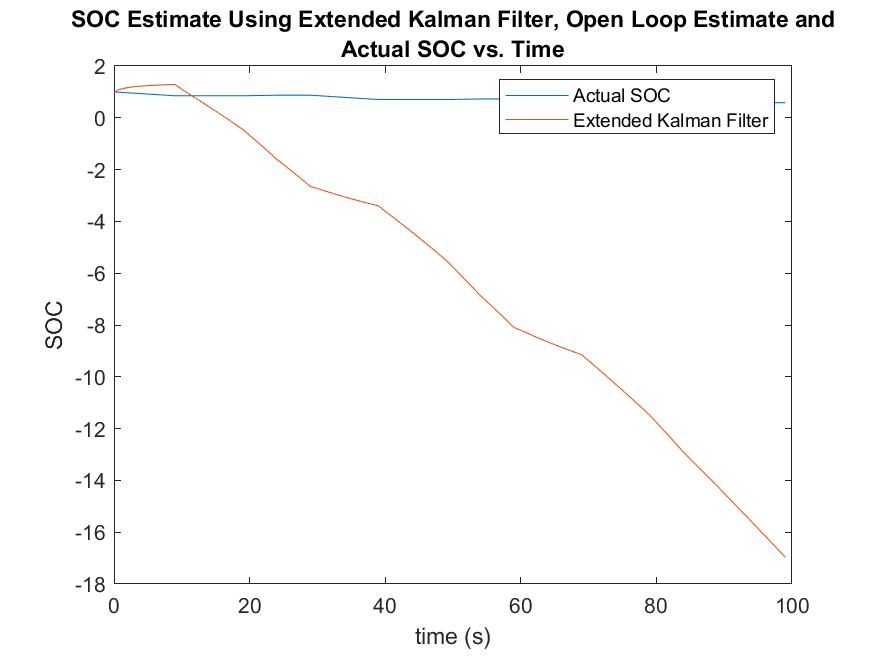 SOC Estimate Using Extended Kalman Filter, Open Loop Estimate and
Actual SOC vs. Time
2
0
-2
-4
-6
-8
-10
-12
-14
-16
-18
SOC
Actual SOC
Extended Kalman Filter
0 20 40 60 80 100
time (s)